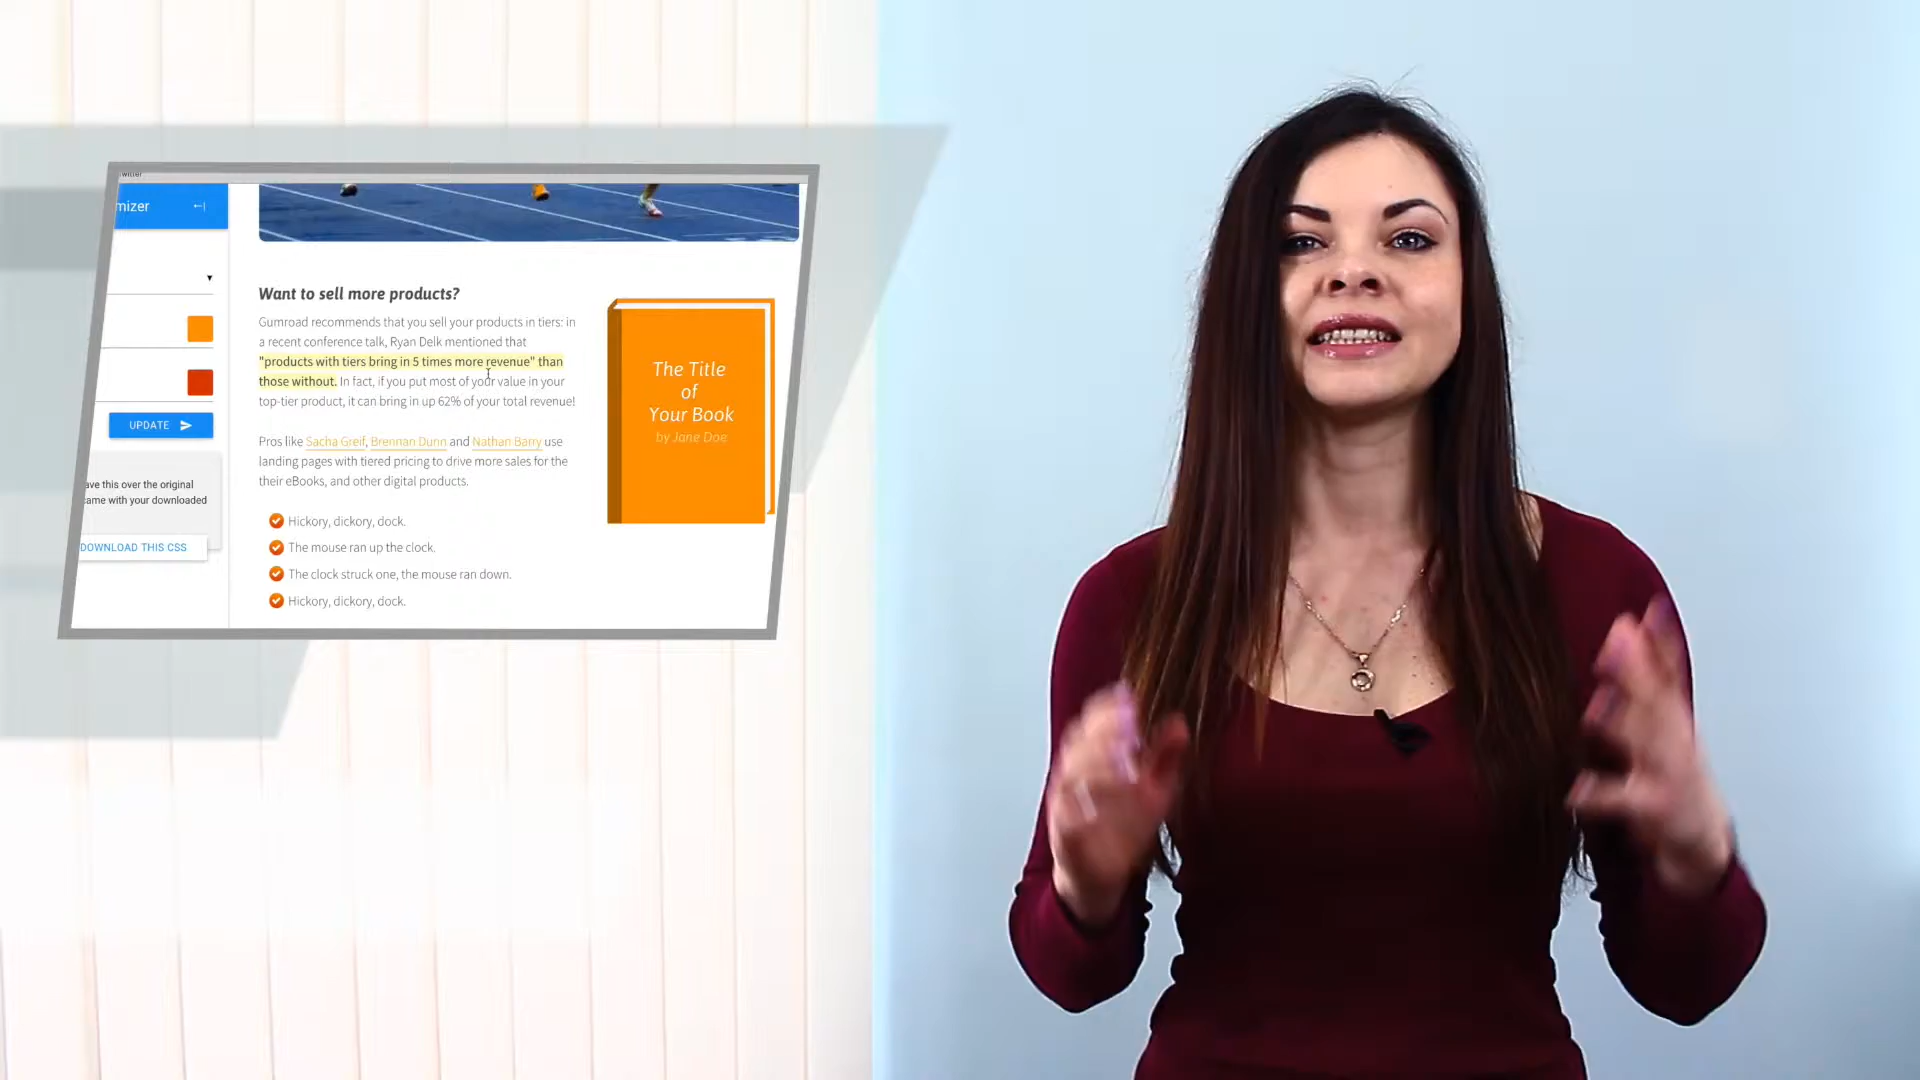 mizer
UPDATE
ave this over the original
ame with your downloaded
DOWNLOAD THIS CSS
Want to sell more products?
Gumroad recommends that you sell your products in tiers: in
a recent conference talk, Ryan Delk mentioned that
"products with tiers bring in 5 times more revenue" than
those without. In fact, if you put most of your value in your
top-tier product, it can bring in up 62% of your total revenue!
Pros like Sacha Greif, Brennan Dunn and Nathan Barry use
landing pages with tiered pricing to drive more sales for the
their eBooks, and other digital products.
Hickory, dickory, dock.
The mouse ran up the clock.
The clock struck one, the mouse ran down.
Hickory, dickory, dock.
The Title
of
Your Book
by Jane Doe